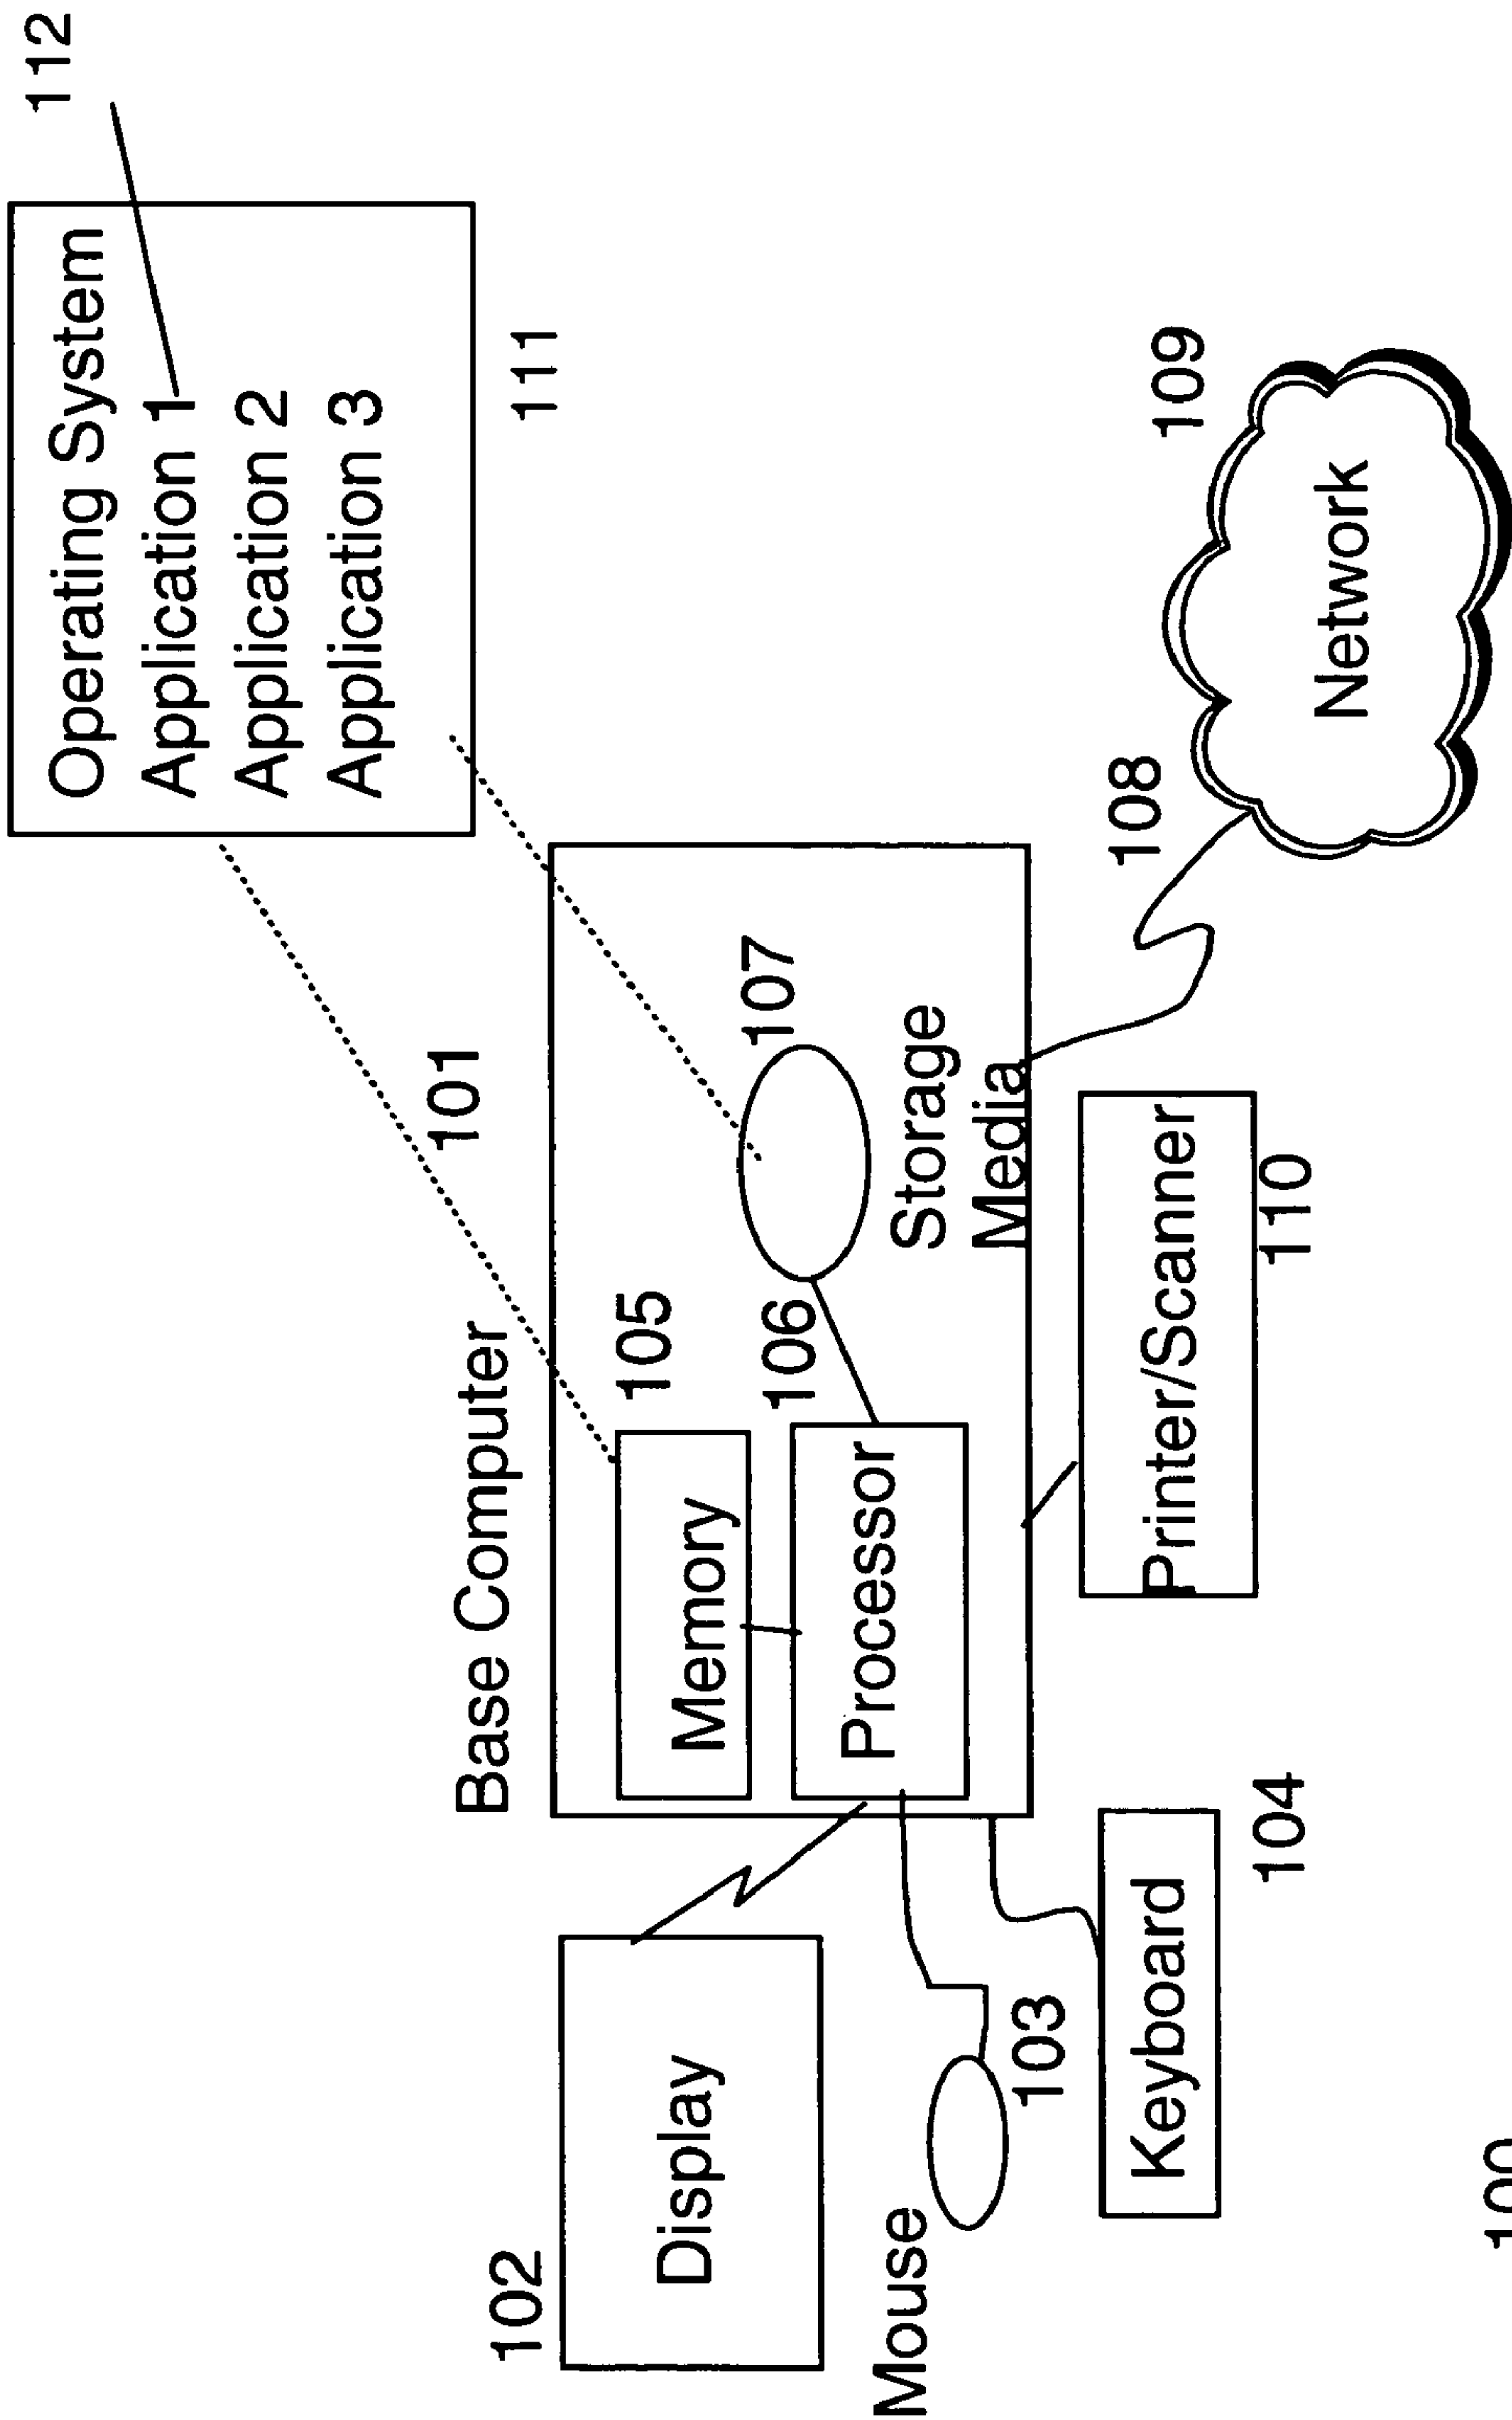 112
Operating System
Application 1
Application 2
Application 3
111
Base Computer
101
102
Display
Memory
105
Processor
106
107
Storage
Media
Mouse
103
Keyboard
104
Printer/Scanner
110
108
109
Network
100